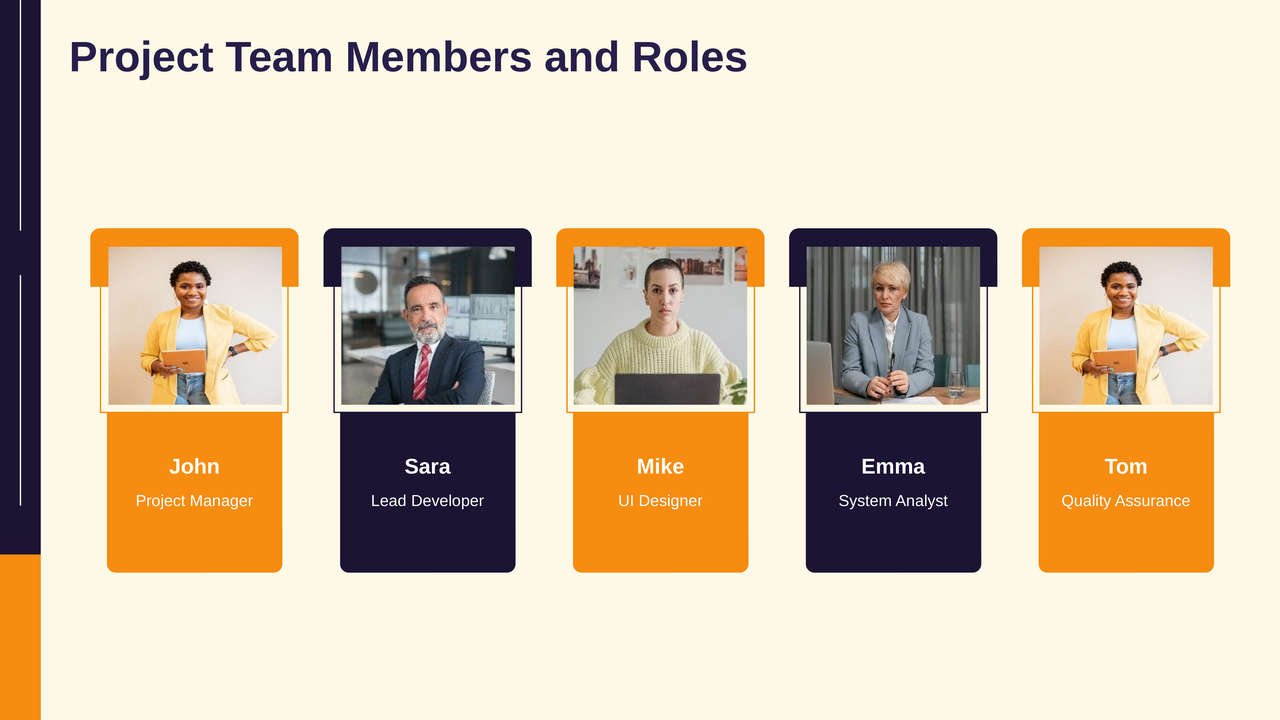 Project Team Members and Roles
John
Project Manager
Sara
Lead Developer
Mike
UI Designer
Emma
System Analyst
Tom
Quality Assurance